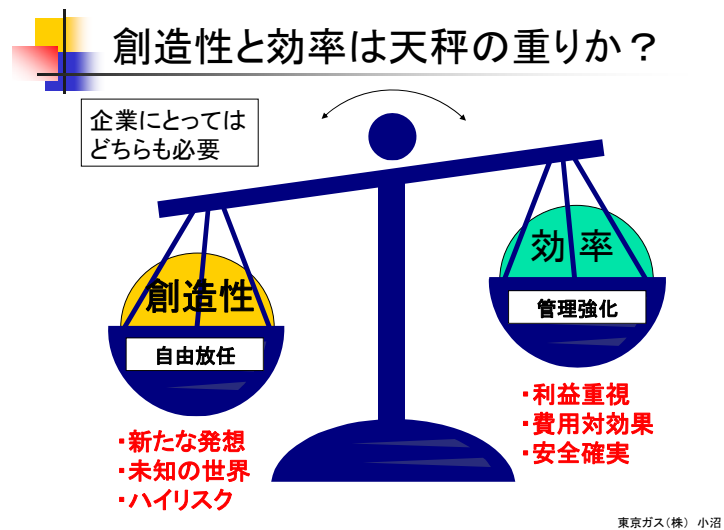 創造性と効率は天秤の重りか？
企業にとっては
どちらも必要
創造性
自由放任
・新たな発想
・未知の世界
・ハイリスク
効率
管理強化
・利益重視
・費用対効果
・安全確実
東京ガス（株） 小沼